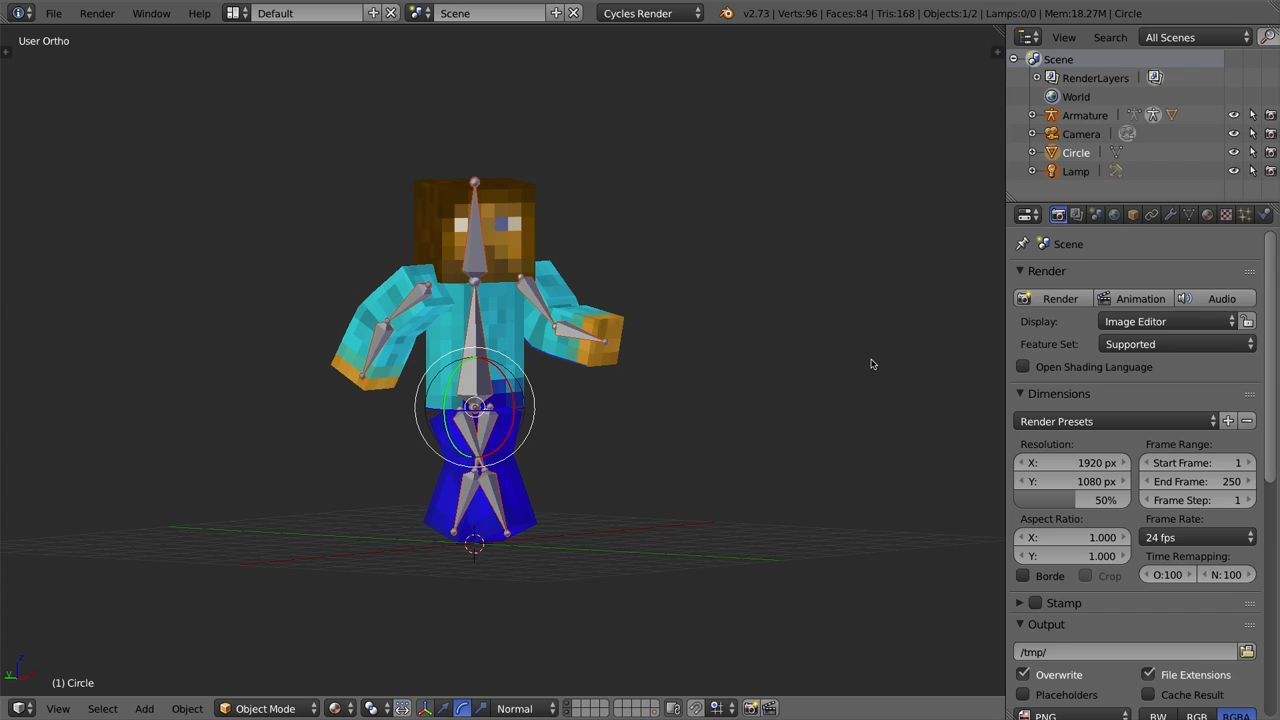 File Render Window Help Default Scene Cycles Render v2.73 | Verts:96 | Faces:84 | Tris:168 | Objects:1/2 | Lamps:0/0 | Mem:18.27M | Circle
User Ortho
View Search All Scenes
Scene
RenderLayers
World
Armature
Camera
Circle
Lamp
Scene
Render
Render Animation Audio
Display: Image Editor
Feature Set: Supported
Open Shading Language
Dimensions
Render Presets
Resolution: Frame Range:
X: 1920 px Start Frame: 1
Y: 1080 px End Frame: 250
50% Frame Step: 1
Aspect Ratio: Frame Rate:
X: 1.000 24 fps
Y: 1.000 Time Remapping:
Borde Crop O:100 N: 100
Stamp
Output
/tmp/
Overwrite File Extensions
Placeholders Cache Result
PNG BW RGB RGBA
z
y
(1) Circle
View Select Add Object Object Mode Normal